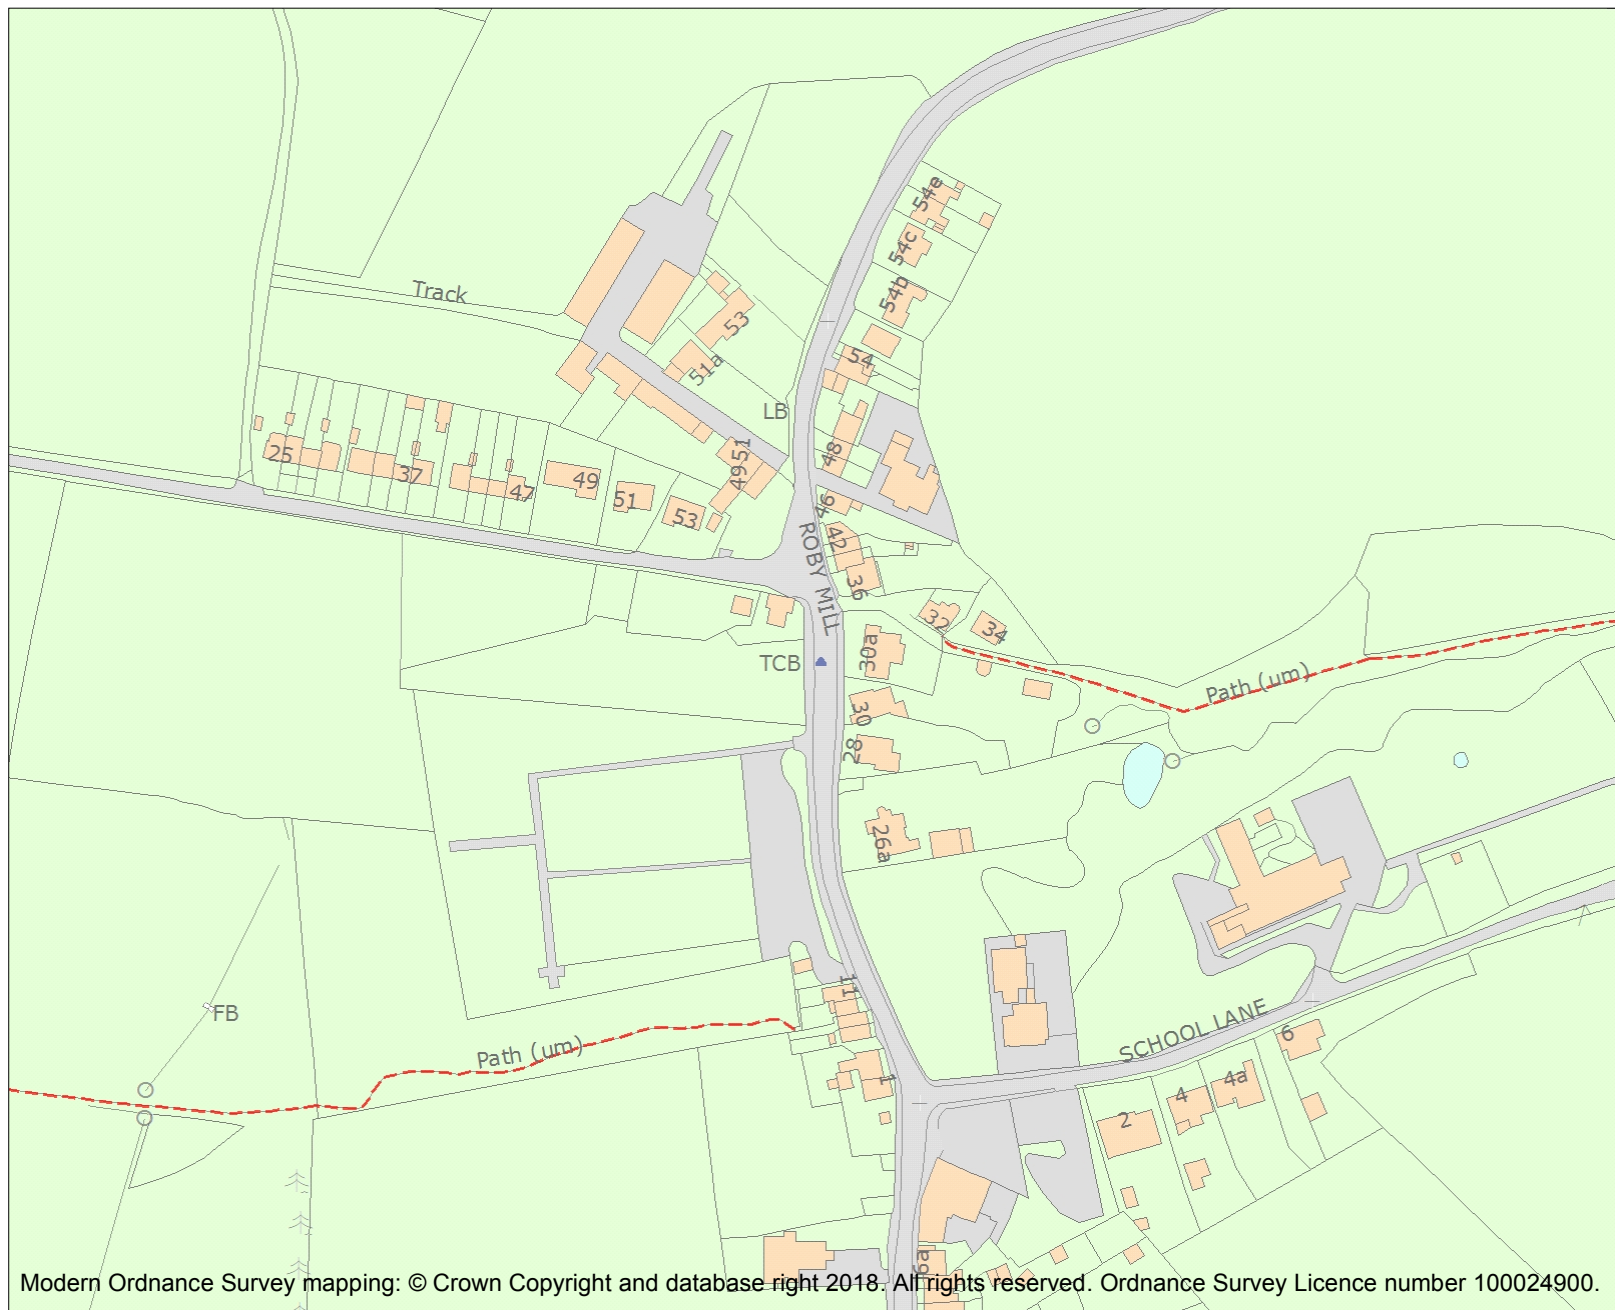 54e
54c
54b
Track
53
54
51a
LB
25
37
47
49
51
53
4951
48
46
42
36
ROBY MILL
32
34
30a
TCB
Path (um)
30
28
26a
11
FB
Path (um)
SCHOOL LANE
6
1
4a
4
2
6a
Modern Ordnance Survey mapping: © Crown Copyright and database right 2018. All rights reserved. Ordnance Survey Licence number 100024900.